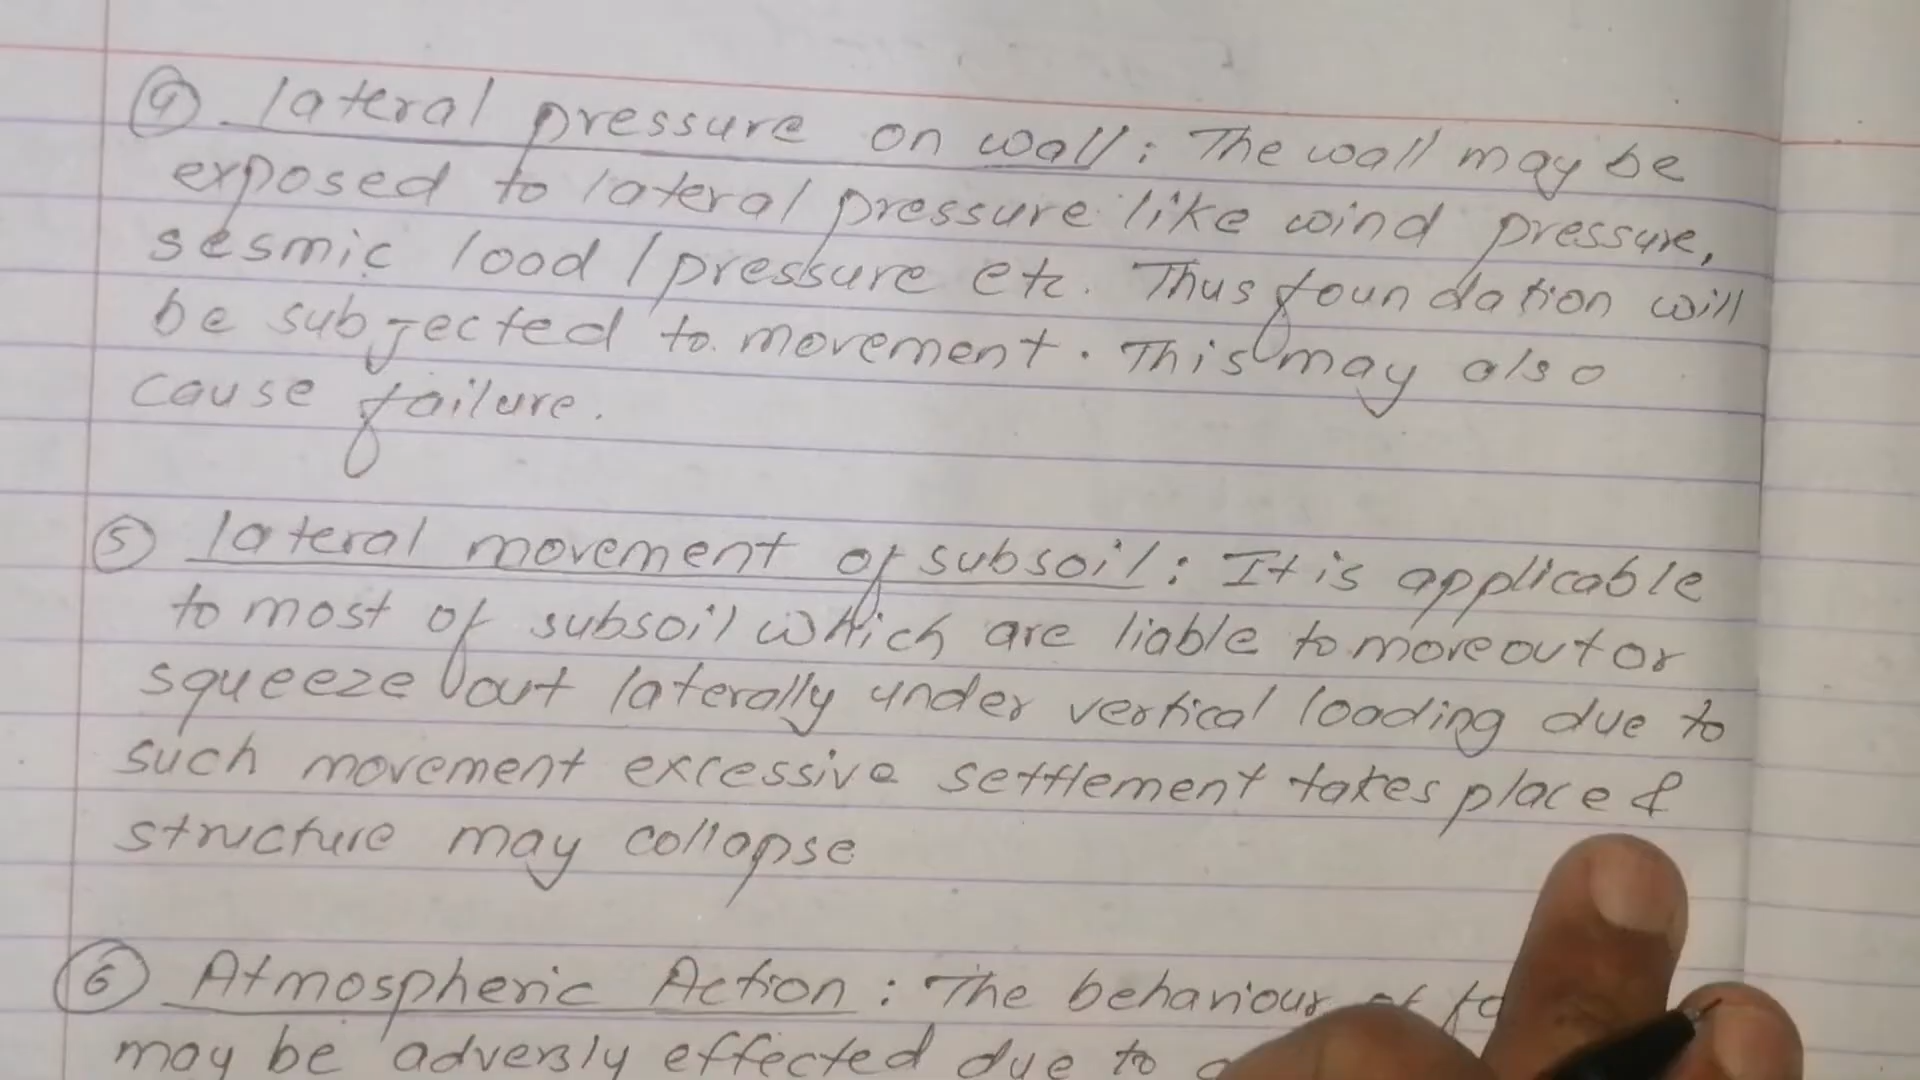 ④ lateral pressure on wall : The wall may be
exposed to lateral pressure like wind pressure,
sesmic load / pressure etc. Thus foundation will
be subjected to movement. This may also
cause failure.
⑤ lateral movement of subsoil : It is applicable
to most of subsoil which are liable to move out or
squeeze out laterally under vertical loading due to
such movement excessive settlement takes place &
structure may collapse
⑥ Atmospheric Action : The behaviour of
may be adversly effected due to